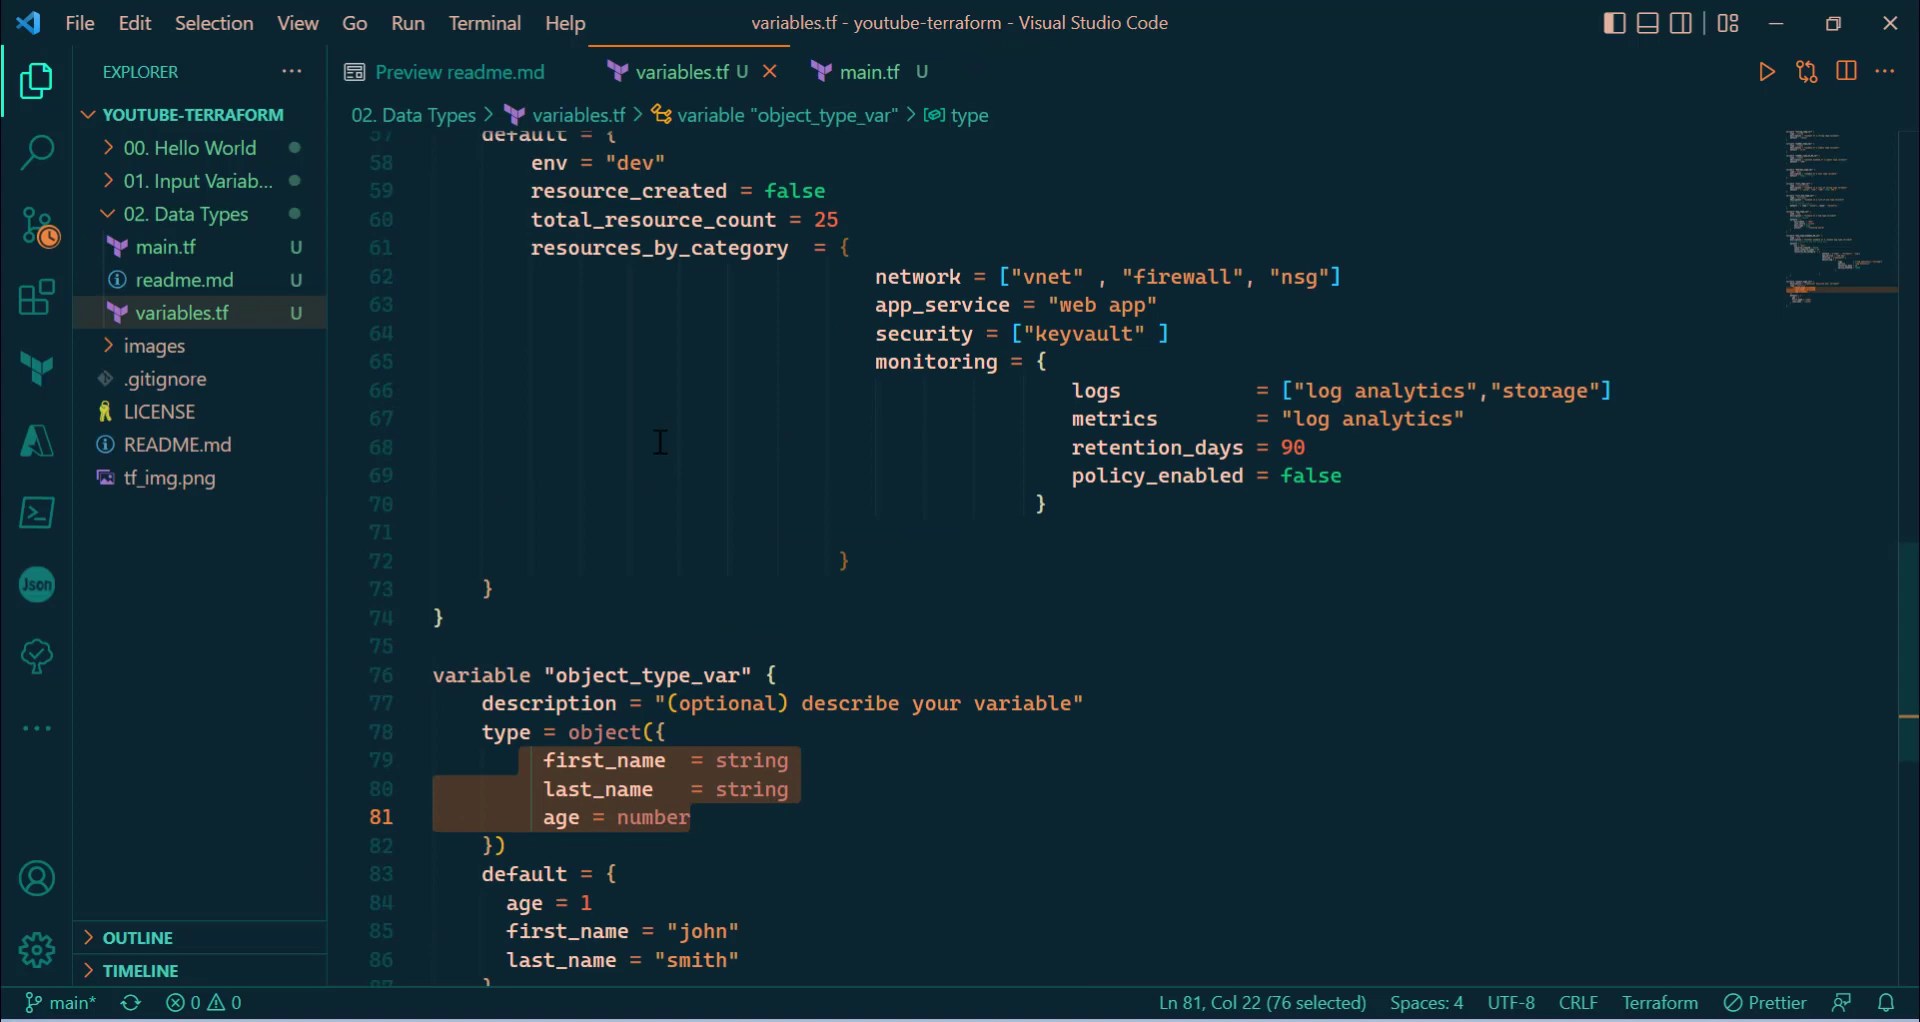 File Edit Selection View Go Run Terminal Help
variables.tf - youtube-terraform - Visual Studio Code
EXPLORER
Preview readme.md
variables.tf U
main.tf U
YOUTUBE-TERRAFORM
00. Hello World
01. Input Variab...
02. Data Types
main.tf U
readme.md U
variables.tf U
images
.gitignore
LICENSE
README.md
tf_img.png
Json
OUTLINE
TIMELINE
02. Data Types > variables.tf > variable "object_type_var" > type
57 default = {
58 env = "dev"
59 resource_created = false
60 total_resource_count = 25
61 resources_by_category = {
62 network = ["vnet" , "firewall", "nsg"]
63 app_service = "web app"
64 security = ["keyvault" ]
65 monitoring = {
66 logs = ["log analytics","storage"]
67 metrics = "log analytics"
68 retention_days = 90
69 policy_enabled = false
70 }
71
72 }
73 }
74 }
75
76 variable "object_type_var" {
77 description = "(optional) describe your variable"
78 type = object({
79 first_name = string
80 last_name = string
81 age = number
82 })
83 default = {
84 age = 1
85 first_name = "john"
86 last_name = "smith"
87 }
main* 0 0
Ln 81, Col 22 (76 selected) Spaces: 4 UTF-8 CRLF Terraform Prettier